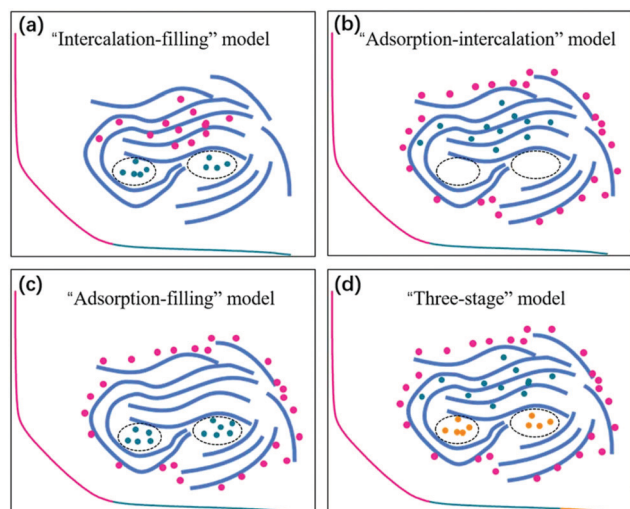 (a)
“Intercalation-filling” model
(b)
“Adsorption-intercalation” model
(c)
“Adsorption-filling” model
(d)
“Three-stage” model